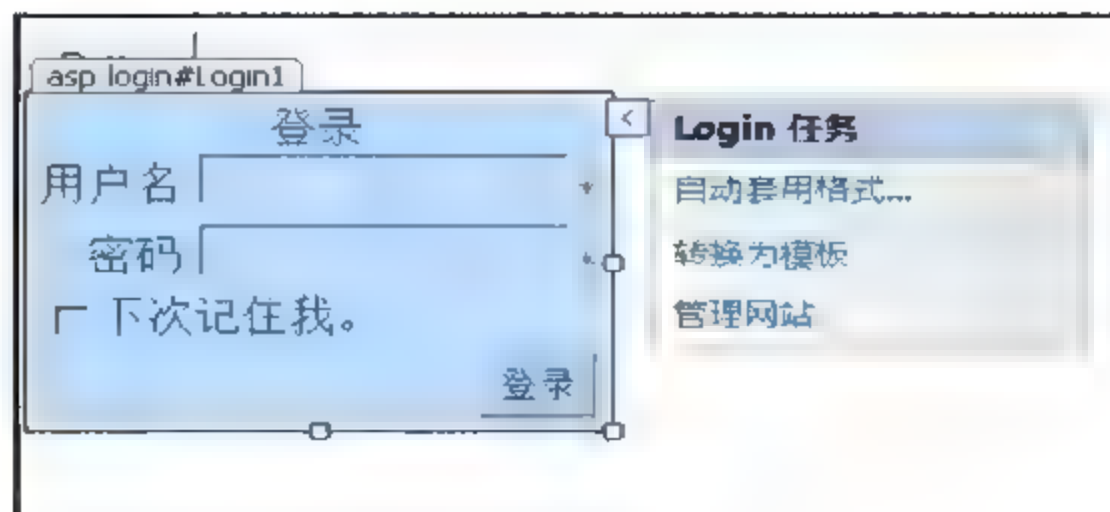 asp login#Login1
登录
用户名
密码
下次记住我。
登录
Login 任务
自动套用格式...
转换为模板
管理网站